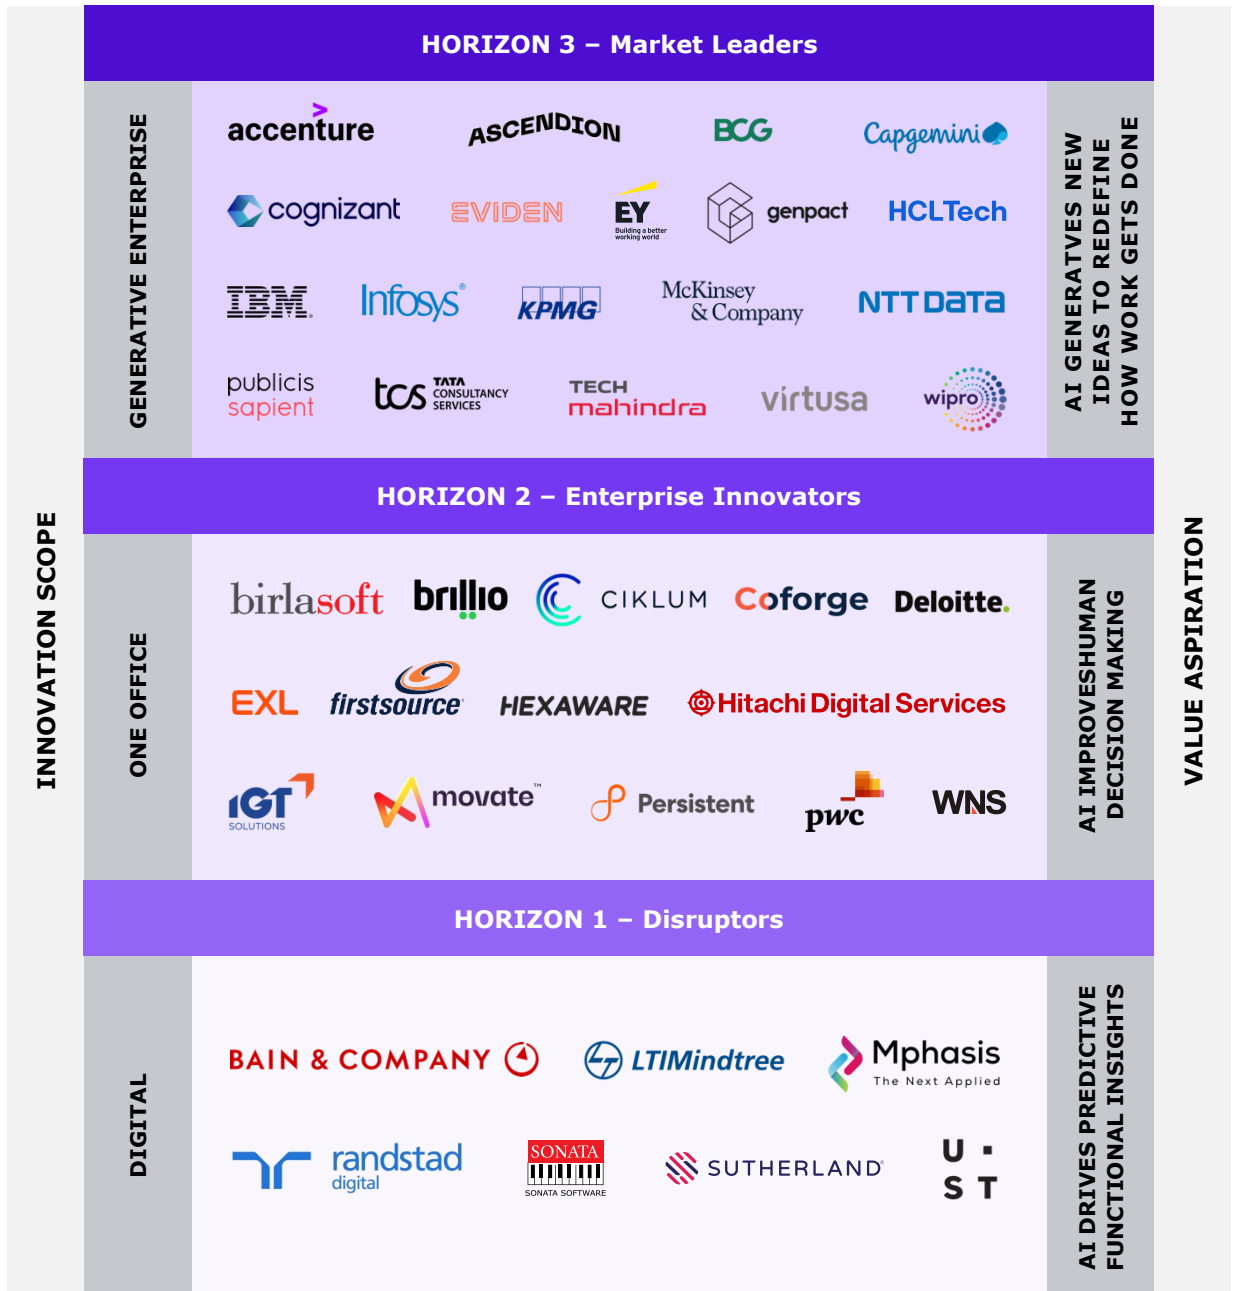 HORIZON 3 – Market Leaders
INNOVATION SCOPE
GENERATIVE ENTERPRISE
accenture
ASCENDION
BCG
Capgemini
cognizant
EVIDEN
EY
Building a better
working world
genpact
HCLTech
IBM®
Infosys®
KPMG
McKinsey
& Company
NTT DATA
publicis
sapient
tcs
TATA
CONSULTANCY
SERVICES
TECH
mahindra
virtusa
wipro
AI GENERATVES NEW
IDEAS TO REDEFINE
HOW WORK GETS DONE
VALUE ASPIRATION
HORIZON 2 – Enterprise Innovators
ONE OFFICE
birlasoft
brillio
CIKLUM
Coforge
Deloitte.
EXL
firstsource
HEXAWARE
Hitachi Digital Services
IGT
SOLUTIONS
movate™
Persistent
pwc
WNS
AI IMPROVESHUMAN
DECISION MAKING
HORIZON 1 – Disruptors
DIGITAL
BAIN & COMPANY
LTIMindtree
Mphasis
The Next Applied
randstad
digital
SONATA
SONATA SOFTWARE
SUTHERLAND®
U ·
S T
AI DRIVES PREDICTIVE
FUNCTIONAL INSIGHTS